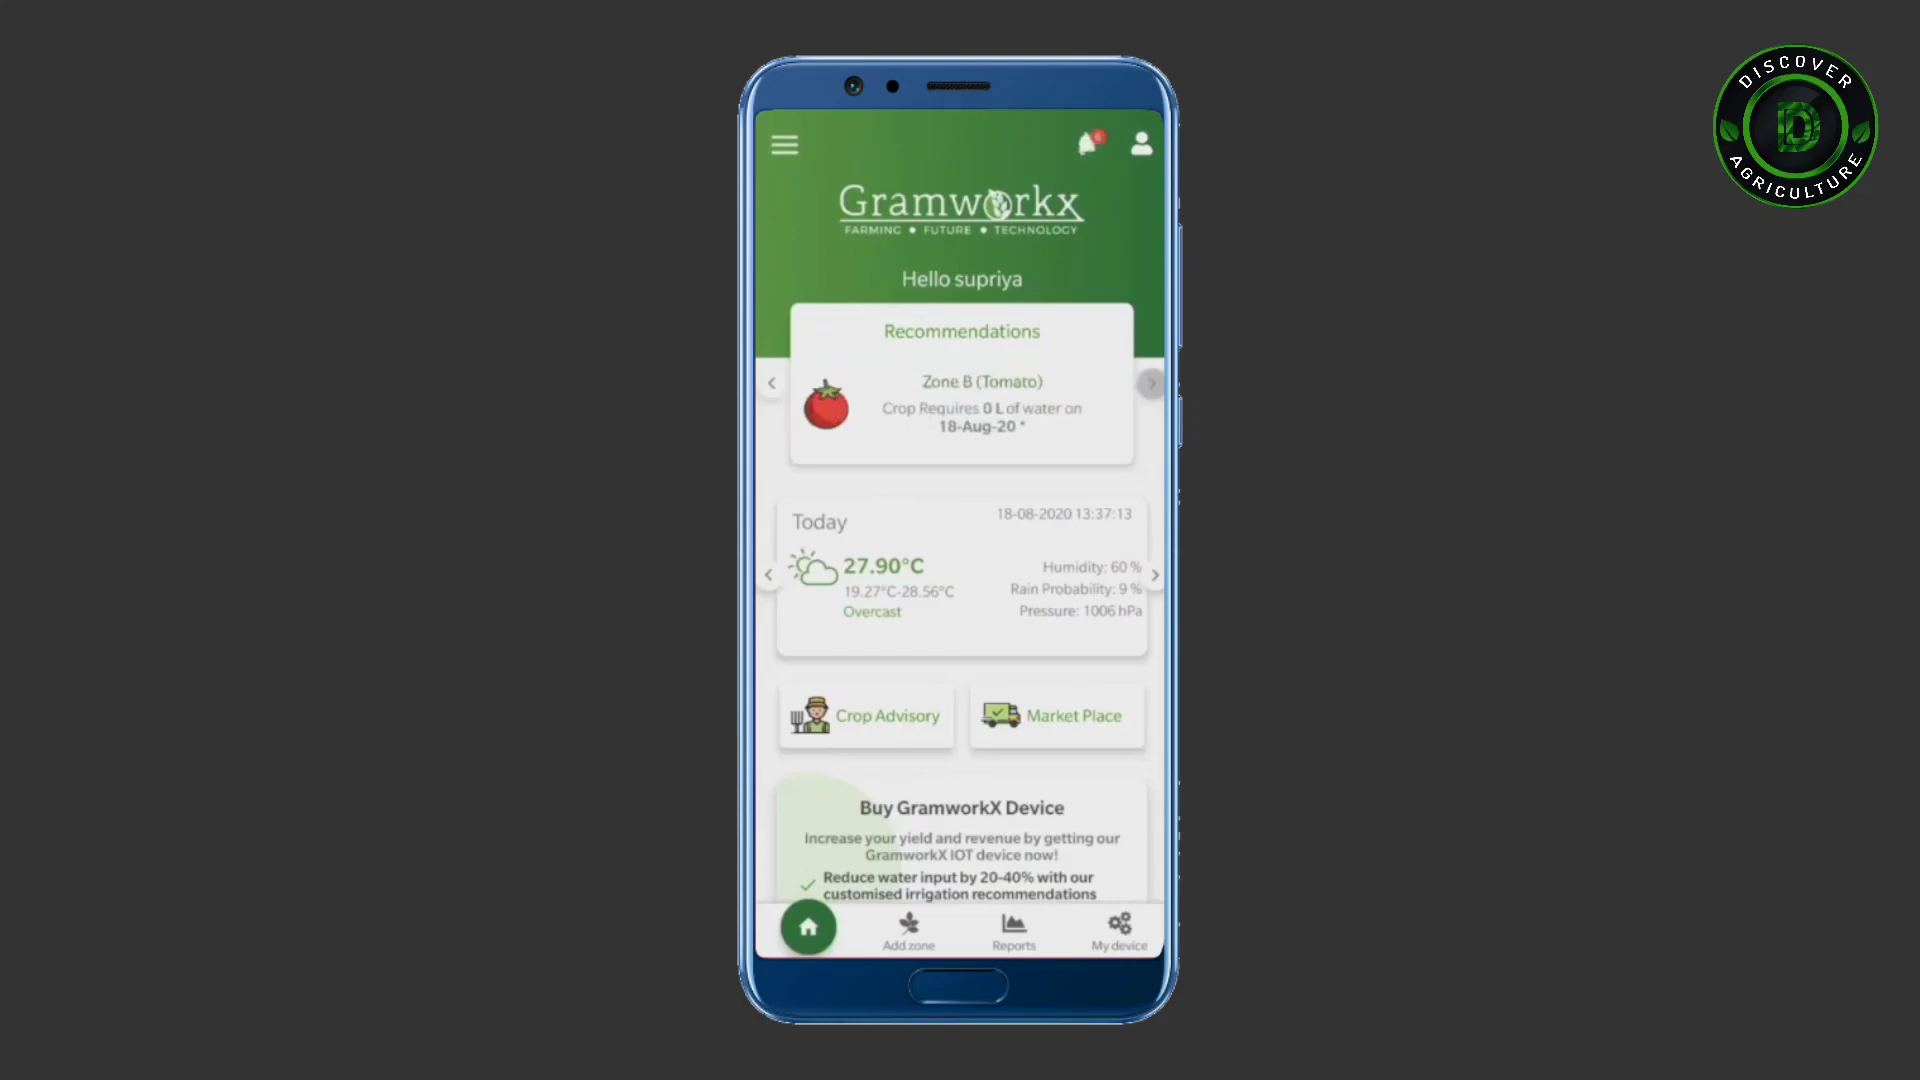 DISCOVER
AGRICULTURE
D
Gramworkx
FARMING • FUTURE • TECHNOLOGY
Hello supriya
Recommendations
Zone B (Tomato)
Crop Requires 0 L of water on
18-Aug-20 *
Today
18-08-2020 13:37:13
27.90°C
19.27°C-28.56°C
Overcast
Humidity: 60 %
Rain Probability: 9 %
Pressure: 1006 hPa
Crop Advisory
Market Place
Buy GramworkX Device
Increase your yield and revenue by getting our
GramworkX IOT device now!
Reduce water input by 20-40% with our
customised irrigation recommendations
Add zone
Reports
My device